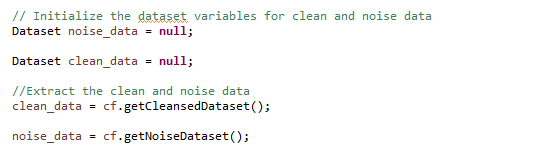 // Initialize the dataset variables for clean and noise data
Dataset noise_data = null;
Dataset clean_data = null;
//Extract the clean and noise data
clean_data = cf.getCleansedDataset();
noise_data = cf.getNoiseDataset();